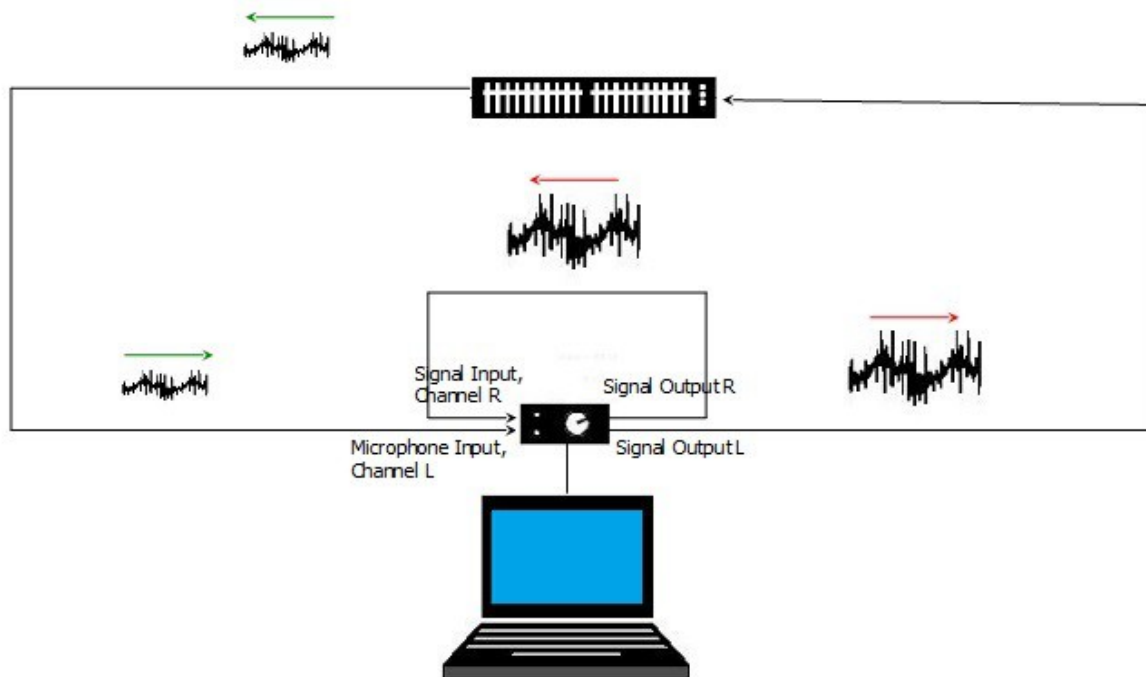 Signal Input,
Channel R
Signal Output R
Microphone Input,
Channel L
Signal Output L